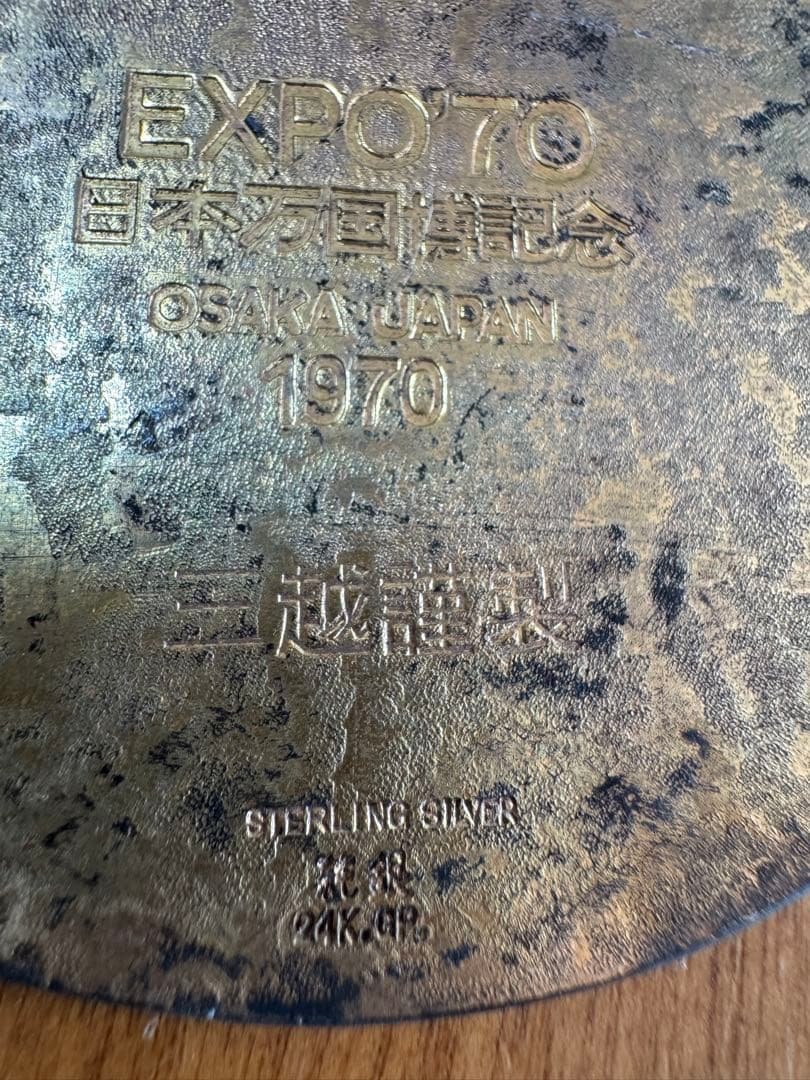 EXPO'70
日本万国博記念
OSAKA JAPAN
1970
三越謹製
STERLING SILVER
純銀
24K.GP.